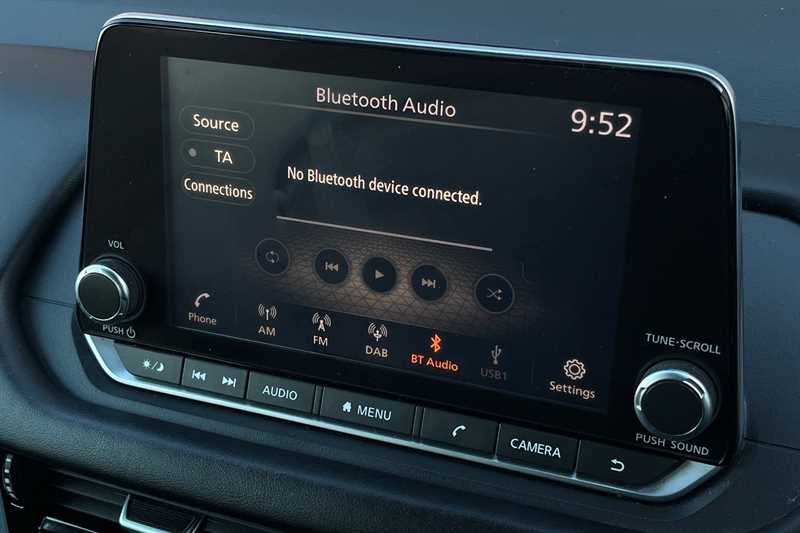 Bluetooth Audio
9:52
Source
TA
Connections
No Bluetooth device connected.
VOL
PUSH
Phone
AM
FM
DAB
BT Audio
USB1
Settings
TUNE·SCROLL
PUSH SOUND
AUDIO
MENU
CAMERA